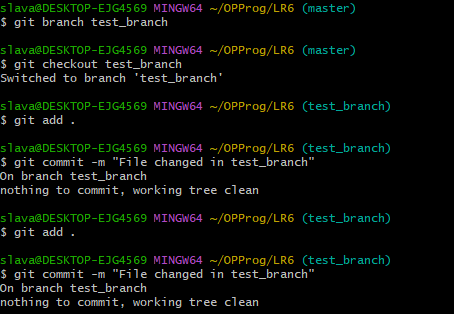 slava@DESKTOP-EJG4569 MINGW64 ~/OPProg/LR6 (master)
$ git branch test_branch
slava@DESKTOP-EJG4569 MINGW64 ~/OPProg/LR6 (master)
$ git checkout test_branch
Switched to branch 'test_branch'
slava@DESKTOP-EJG4569 MINGW64 ~/OPProg/LR6 (test_branch)
$ git add .
slava@DESKTOP-EJG4569 MINGW64 ~/OPProg/LR6 (test_branch)
$ git commit -m "File changed in test_branch"
On branch test_branch
nothing to commit, working tree clean
slava@DESKTOP-EJG4569 MINGW64 ~/OPProg/LR6 (test_branch)
$ git add .
slava@DESKTOP-EJG4569 MINGW64 ~/OPProg/LR6 (test_branch)
$ git commit -m "File changed in test_branch"
On branch test_branch
nothing to commit, working tree clean